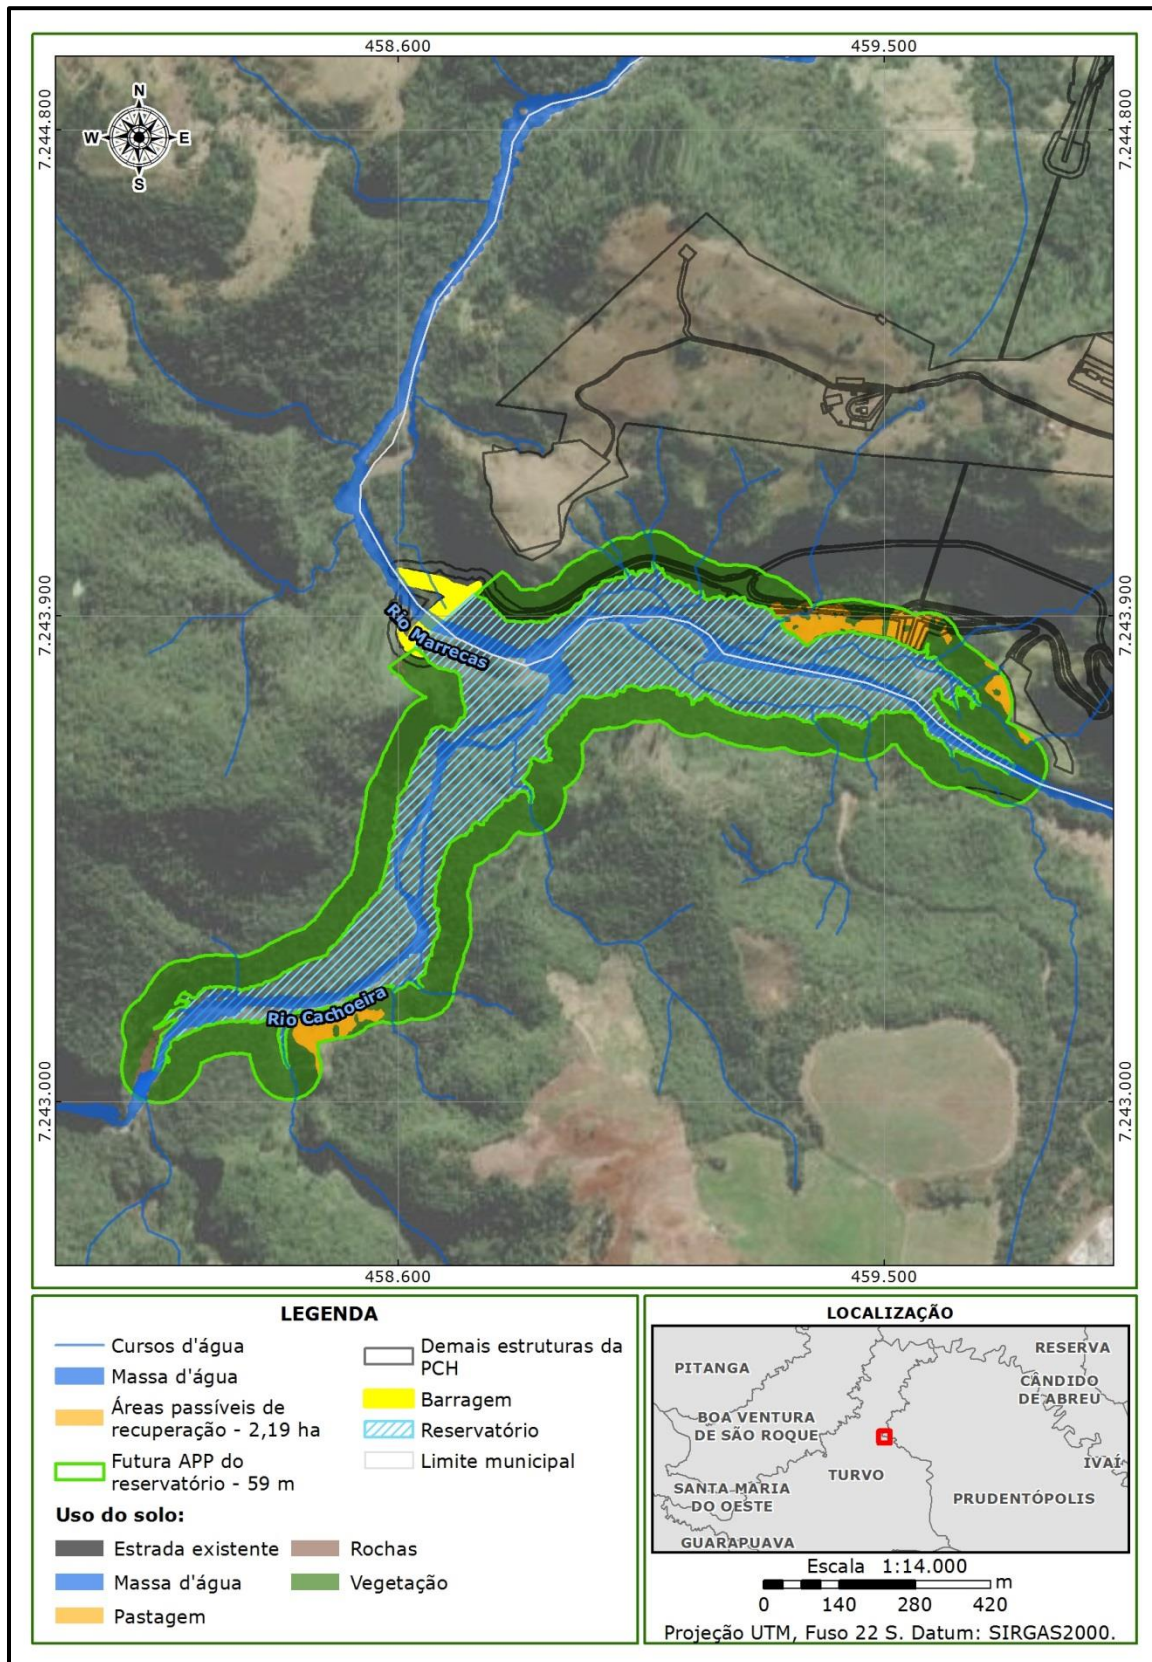 458.600
459.500
7.244.800
7.244.800
N
W
E
S
7.243.900
7.243.900
Rio Marrecas
Rio Cachoeira
7.243.000
7.243.000
458.600
459.500
LEGENDA
Cursos d'água
Massa d'água
Áreas passíveis de
recuperação - 2,19 ha
Futura APP do
reservatório - 59 m
Demais estruturas da
PCH
Barragem
Reservatório
Limite municipal
Uso do solo:
Estrada existente
Massa d'água
Pastagem
Rochas
Vegetação
LOCALIZAÇÃO
RESERVA
PITANGA
CÂNDIDO
DE ABREU
BOA VENTURA
DE SÃO ROQUE
IVAÍ
TURVO
SANTA MARIA
DO OESTE
PRUDENTÓPOLIS
GUARAPUAVA
Escala 1:14.000
m
0 140 280 420
Projeção UTM, Fuso 22 S. Datum: SIRGAS2000.